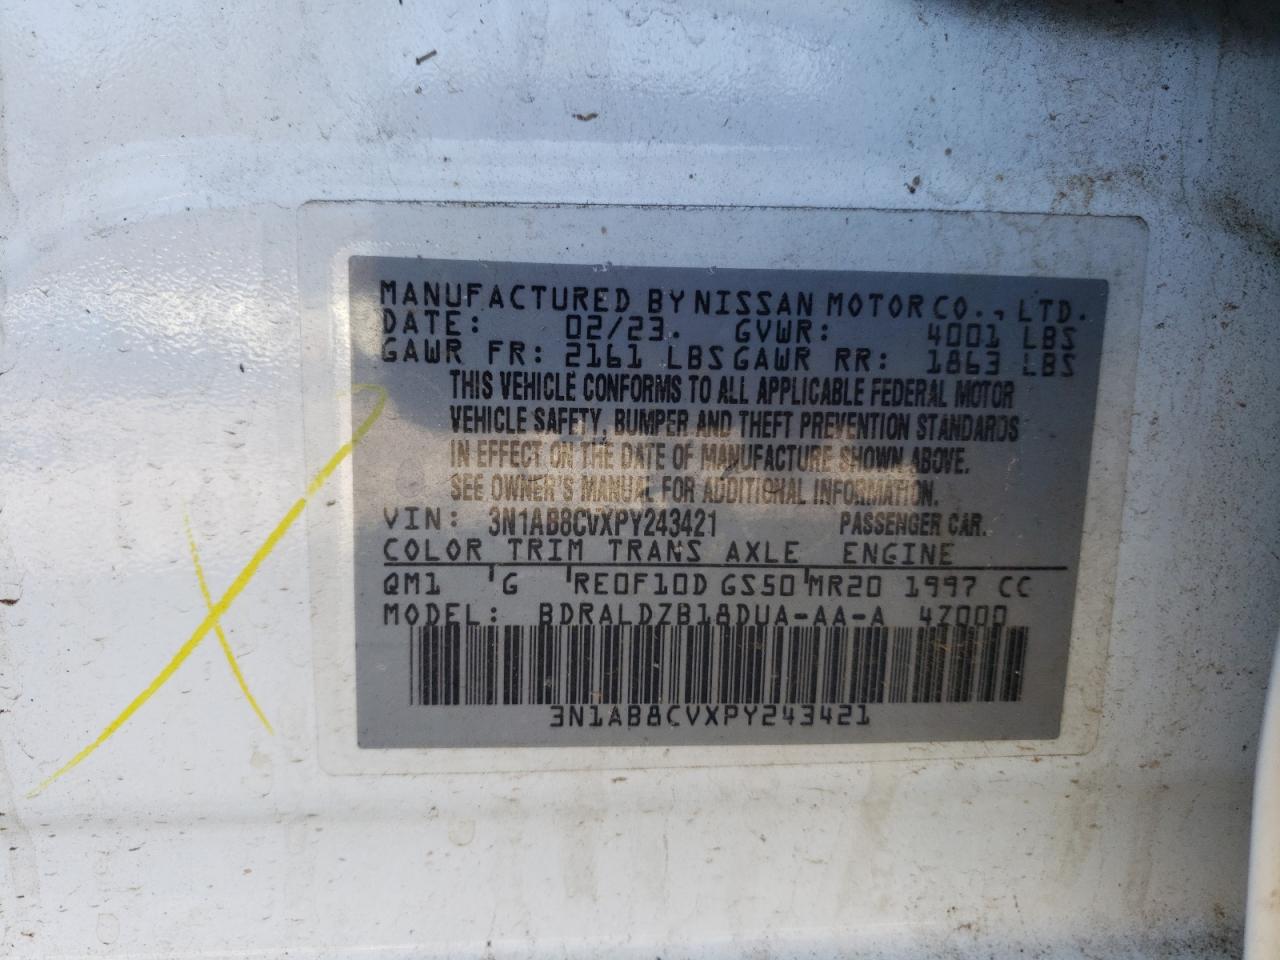 MANUFACTURED BY NISSAN MOTOR CO., LTD.
DATE: 02/23. GVWR: 4001 LBS
GAWR FR: 2161 LBS GAWR RR: 1863 LBS
THIS VEHICLE CONFORMS TO ALL APPLICABLE FEDERAL MOTOR
VEHICLE SAFETY, BUMPER AND THEFT PREVENTION STANDARDS
IN EFFECT ON THE DATE OF MANUFACTURE SHOWN ABOVE.
SEE OWNER'S MANUAL FOR ADDITIONAL INFORMATION.
VIN: 3N1AB8CVXPY243421 PASSENGER CAR.
COLOR TRIM TRANS AXLE ENGINE
QM1 G RE0F10D GS50 MR20 1997 CC
MODEL: BDRALDZB18DUA-AA-A 4Z000
3N1AB8CVXPY243421